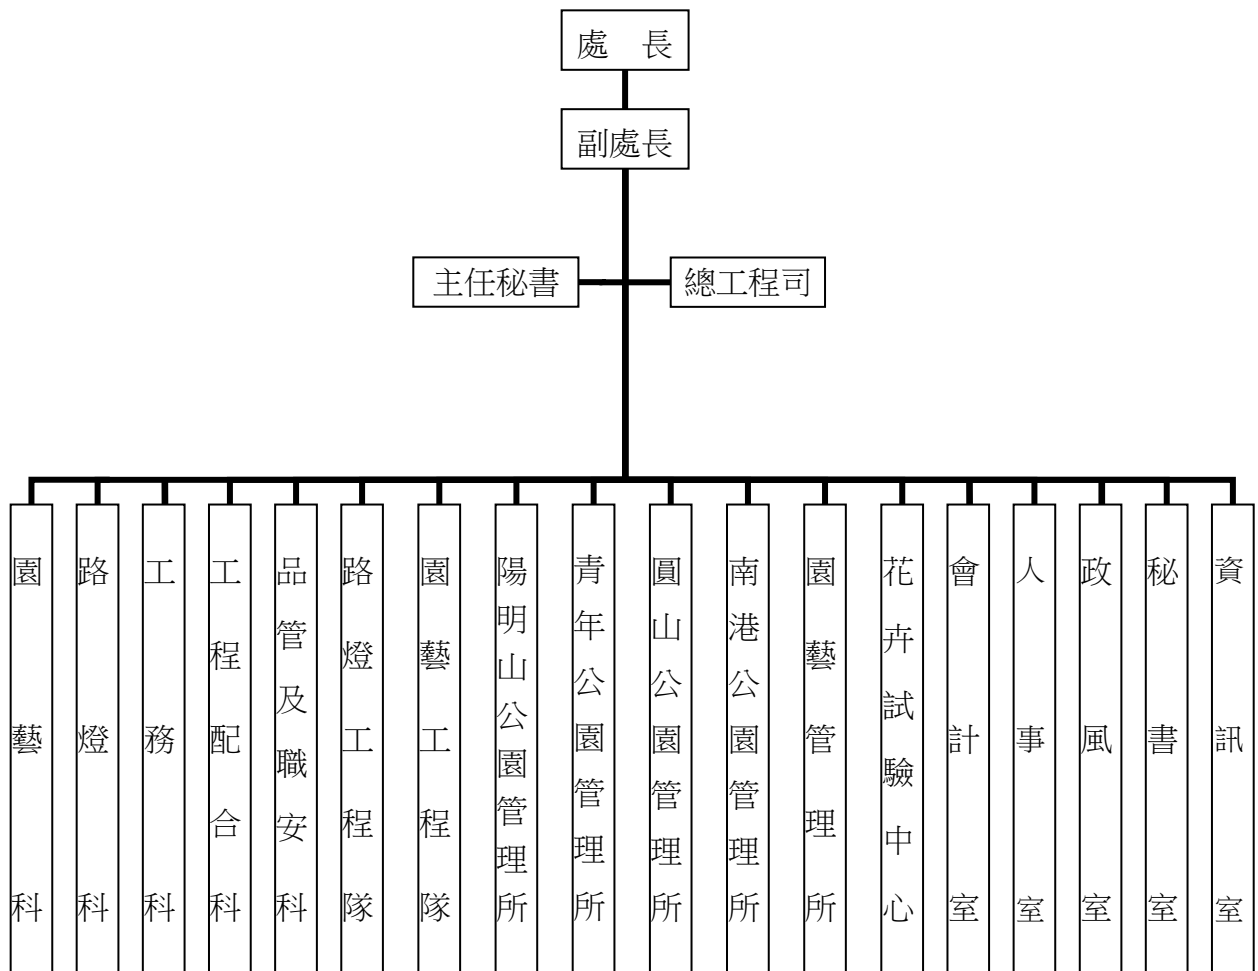 處　長
副處長
主任秘書
總工程司
園藝科
路燈科
工務科
工程配合科
品管及職安科
路燈工程隊
園藝工程隊
陽明山公園管理所
青年公園管理所
圓山公園管理所
南港公園管理所
園藝管理所
花卉試驗中心
會計室
人事室
政風室
秘書室
資訊室